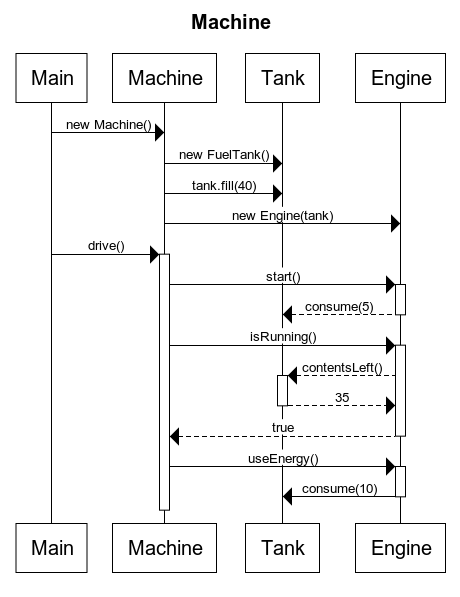 Machine
Main Machine Tank Engine
new Machine()
new FuelTank()
tank.fill(40)
new Engine(tank)
drive()
start()
consume(5)
isRunning()
contentsLeft()
35
true
useEnergy()
consume(10)
Main Machine Tank Engine